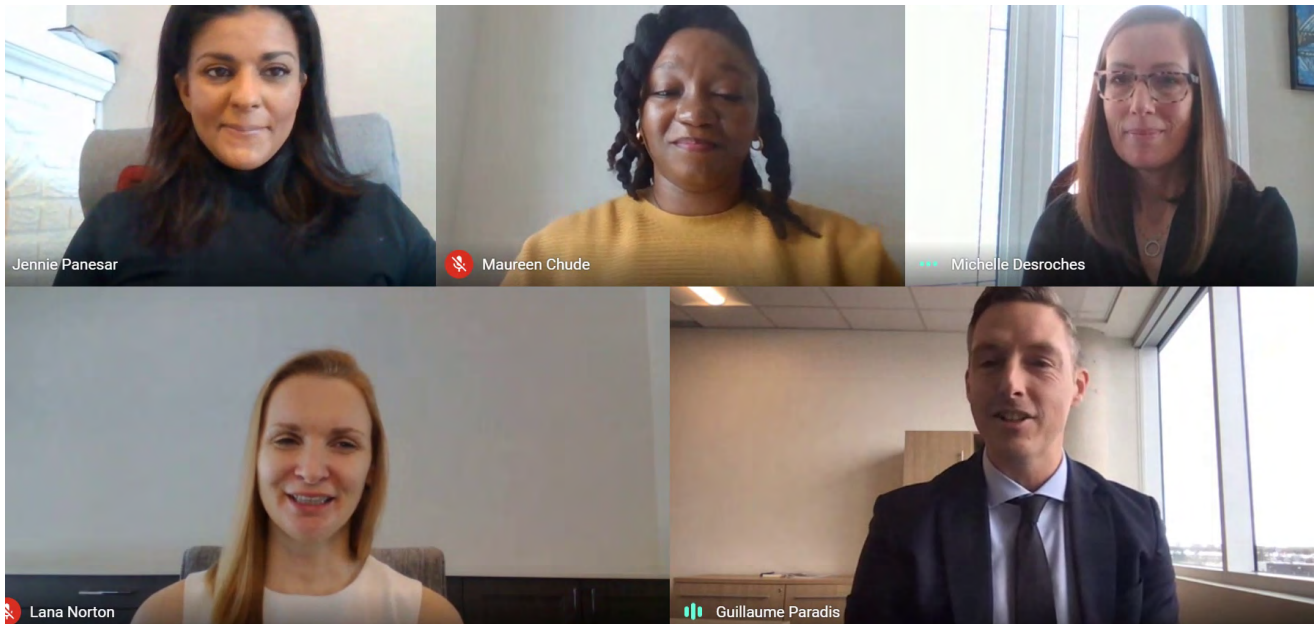 Jennie Panesar
Maureen Chude
Michelle Desroches
Lana Norton
Guillaume Paradis